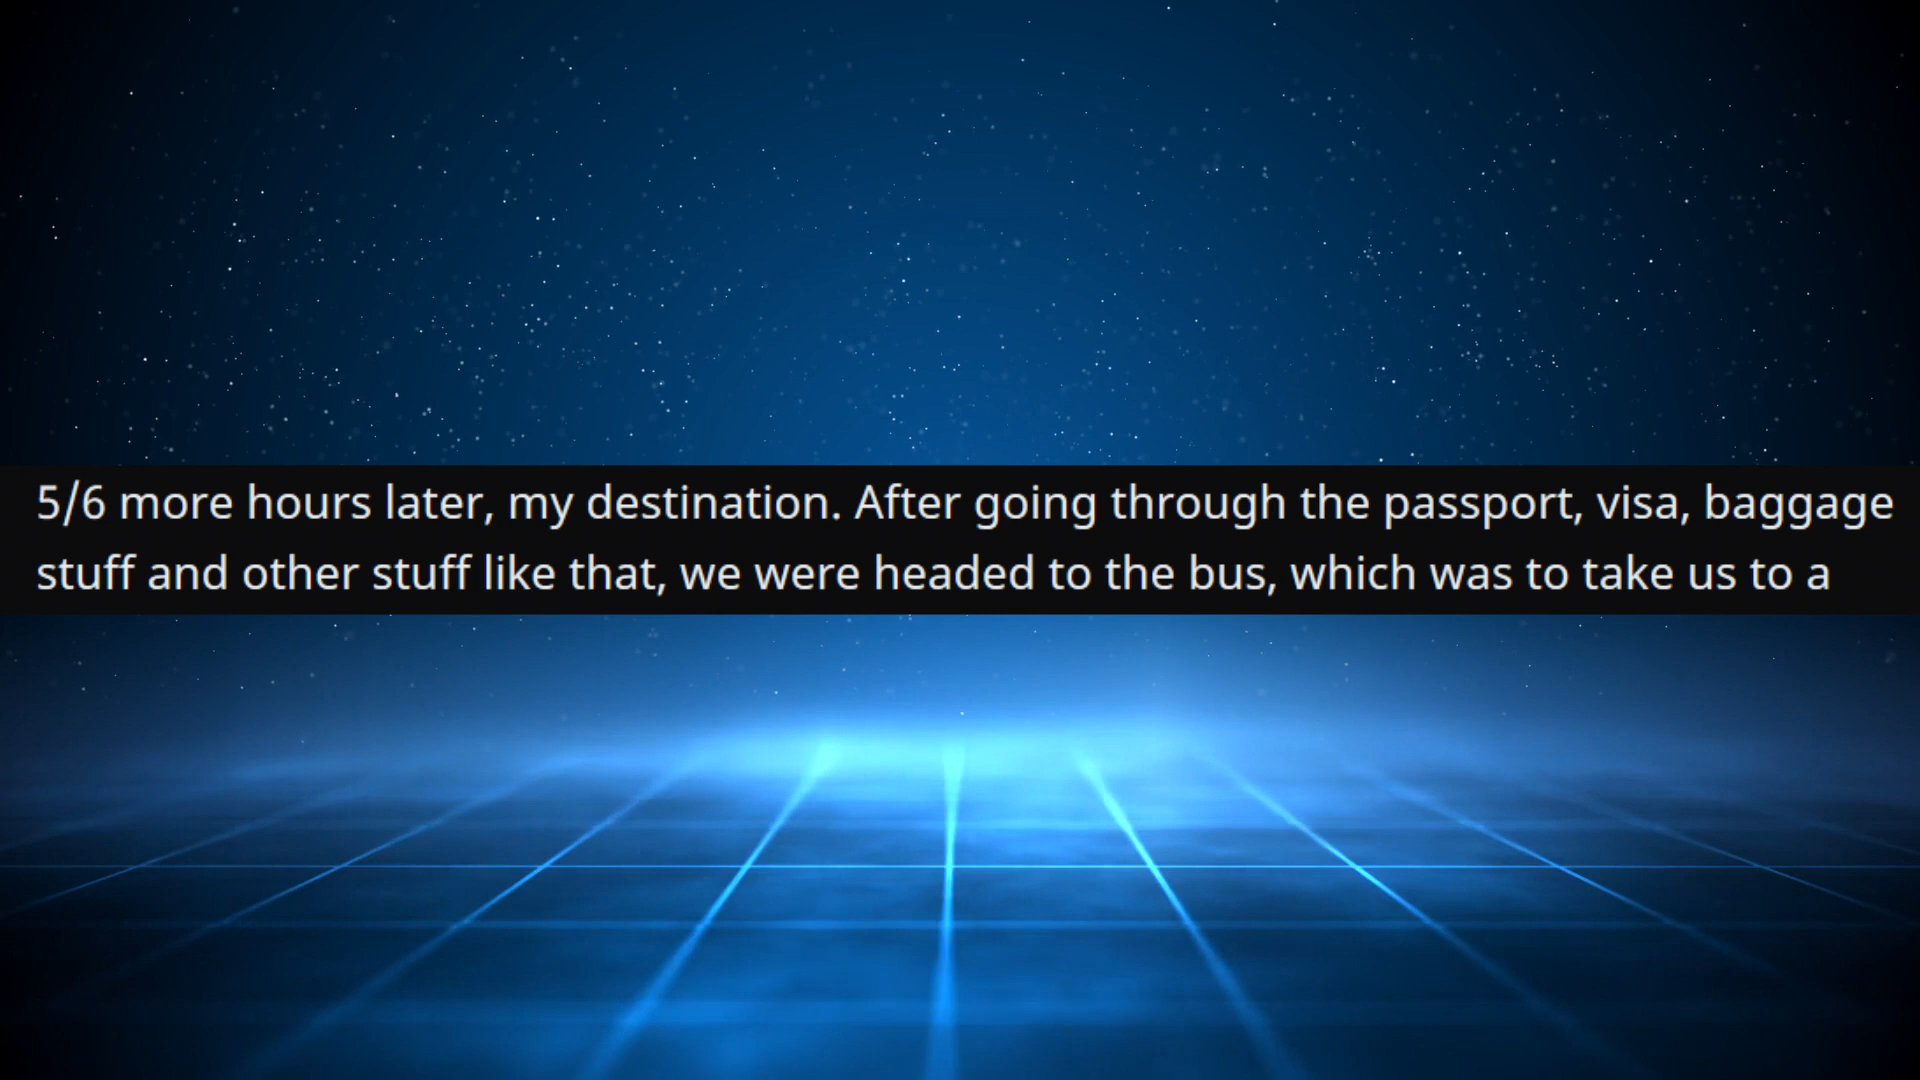 5/6 more hours later, my destination. After going through the passport, visa, baggage
stuff and other stuff like that, we were headed to the bus, which was to take us to a